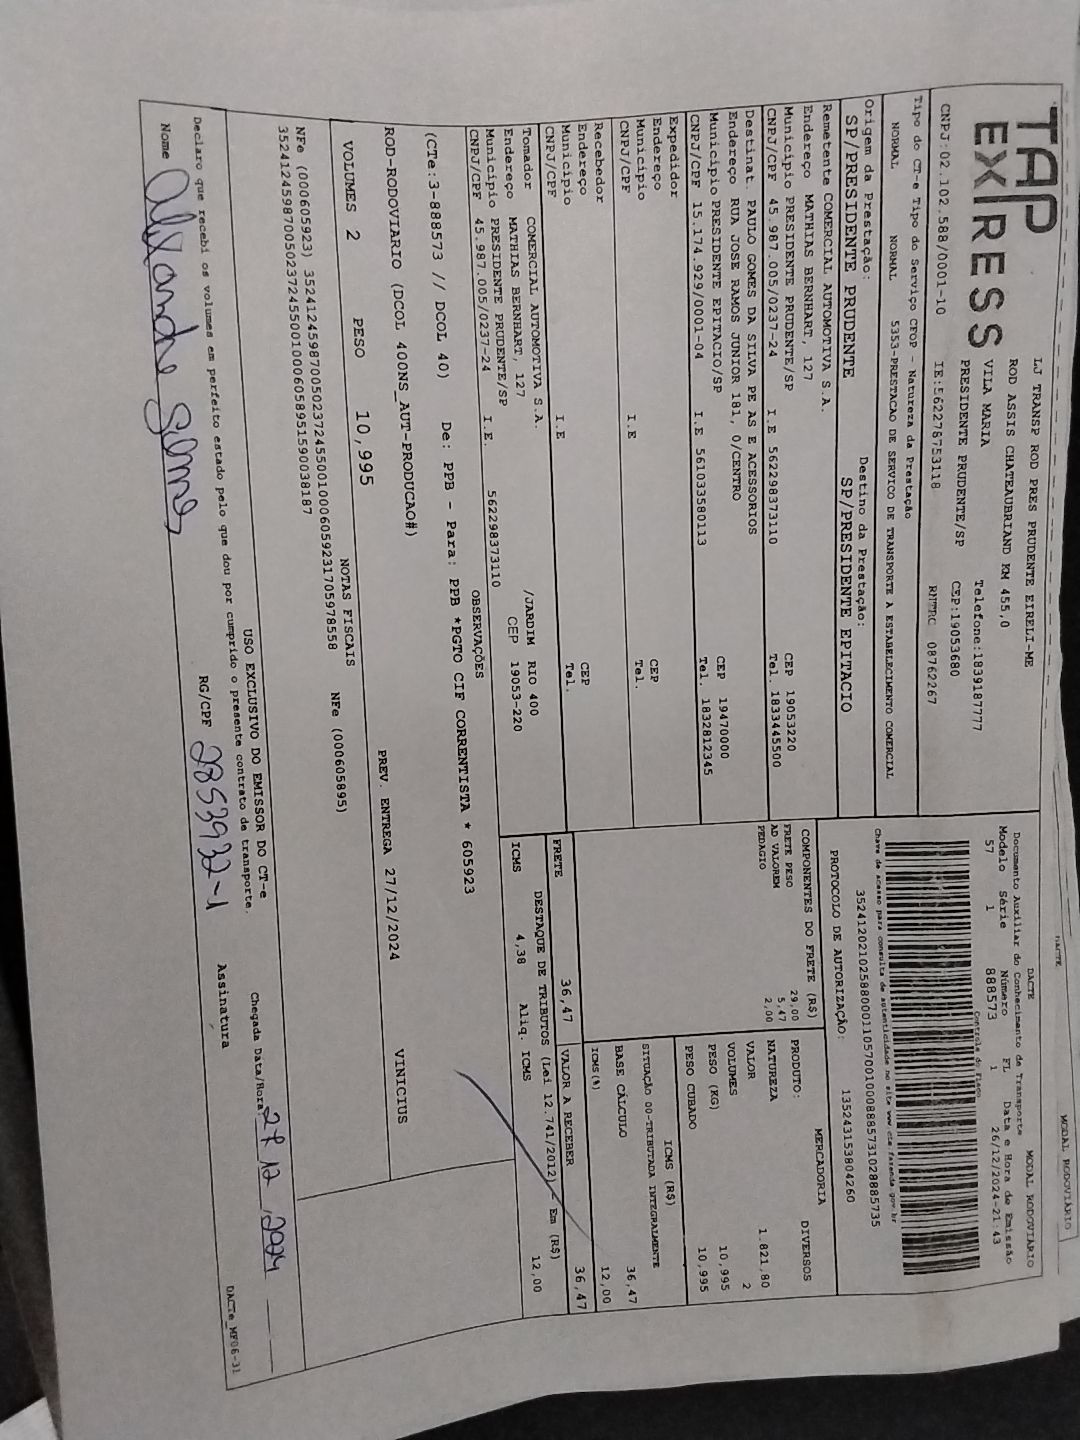 MODAL RODOVIÁRIO
DACTE
TAP
EXPRESS
LJ TRANSP ROD PRES PRUDENTE EIRELI-ME
ROD ASSIS CHATEAUBRIAND KM 455,0
VILA MARIA Telefone:1839187777
PRESIDENTE PRUDENTE/SP CEP:19053680
CNPJ:02.102.588/0001-10 IE:562278753118 RNTRC 08762267
Tipo do CT-e Tipo do Serviço CFOP - Natureza da Prestação
NORMAL NORMAL 5353-PRESTACAO DE SERVICO DE TRANSPORTE A ESTABELECIMENTO COMERCIAL
Origem da Prestação: Destino da Prestação:
SP/PRESIDENTE PRUDENTE SP/PRESIDENTE EPITACIO
Remetente COMERCIAL AUTOMOTIVA S.A.
Endereço MATHIAS BERNHART, 127
Município PRESIDENTE PRUDENTE/SP CEP 19053220
CNPJ/CPF 45.987.005/0237-24 I.E 562298373110 Tel. 1833445500
Destinat. PAULO GOMES DA SILVA PE AS E ACESSORIOS
Endereço RUA JOSE RAMOS JUNIOR 181, 0/CENTRO
Município PRESIDENTE EPITACIO/SP CEP 19470000
CNPJ/CPF 15.174.929/0001-04 I.E 561033580113 Tel. 1832812345
Expedidor
Endereço
Município CEP
CNPJ/CPF I.E Tel.
Recebedor
Endereço
Município CEP
CNPJ/CPF I.E Tel.
Tomador COMERCIAL AUTOMOTIVA S.A.
Endereço MATHIAS BERNHART, 127 /JARDIM RIO 400
Município PRESIDENTE PRUDENTE/SP CEP 19053-220
CNPJ/CPF 45.987.005/0237-24 I.E. 562298373110
DACTE MODAL RODOVIÁRIO
Documento Auxiliar do Conhecimento de Transporte
Modelo Série Número FL Data e Hora de Emissão
57 1 888573 1 26/12/2024-21:43
Controle do Fisco
Chave de acesso para consulta de autenticidade no site www.cte.fazenda.gov.br
35241202102588000110570010008885731028885735
PROTOCOLO DE AUTORIZAÇÃO: 135243153804260
COMPONENTES DO FRETE (R$)
FRETE PESO 29,00
AD VALOREM 5,47
PEDAGIO 2,00
MERCADORIA
PRODUTO: DIVERSOS
NATUREZA
VALOR 1.821,80
VOLUMES 2
PESO (KG) 10,995
PESO CUBADO 10,995
ICMS (R$)
SITUAÇÃO 00-TRIBUTADA INTEGRALMENTE
BASE CÁLCULO 36,47
ICMS(%) 12,00
FRETE 36,47 VALOR A RECEBER 36,47
DESTAQUE DE TRIBUTOS (Lei 12.741/2012) - Em (R$)
ICMS 4,38 Aliq. ICMS 12,00
OBSERVAÇÕES
(CTe:3-888573 // DCOL 40) De: PPB - Para: PPB *PGTO CIF CORRENTISTA * 605923
ROD-RODOVIARIO (DCOL 400NS_AUT-PRODUCAO#) PREV. ENTREGA 27/12/2024 VINICIUS
VOLUMES 2 PESO 10,995
NOTAS FISCAIS
NFe (000605923) 35241245987005023724550010006059231705978558 NFe (000605895)
35241245987005023724550010006058951590038187
USO EXCLUSIVO DO EMISSOR DO CT-e
Declaro que recebi os volumes em perfeito estado pelo que dou por cumprido o presente contrato de transporte.
Chegada Data/Hora 27 12 2024
Nome RG/CPF 2853932-1 Assinatura
DACTe_MF06-31